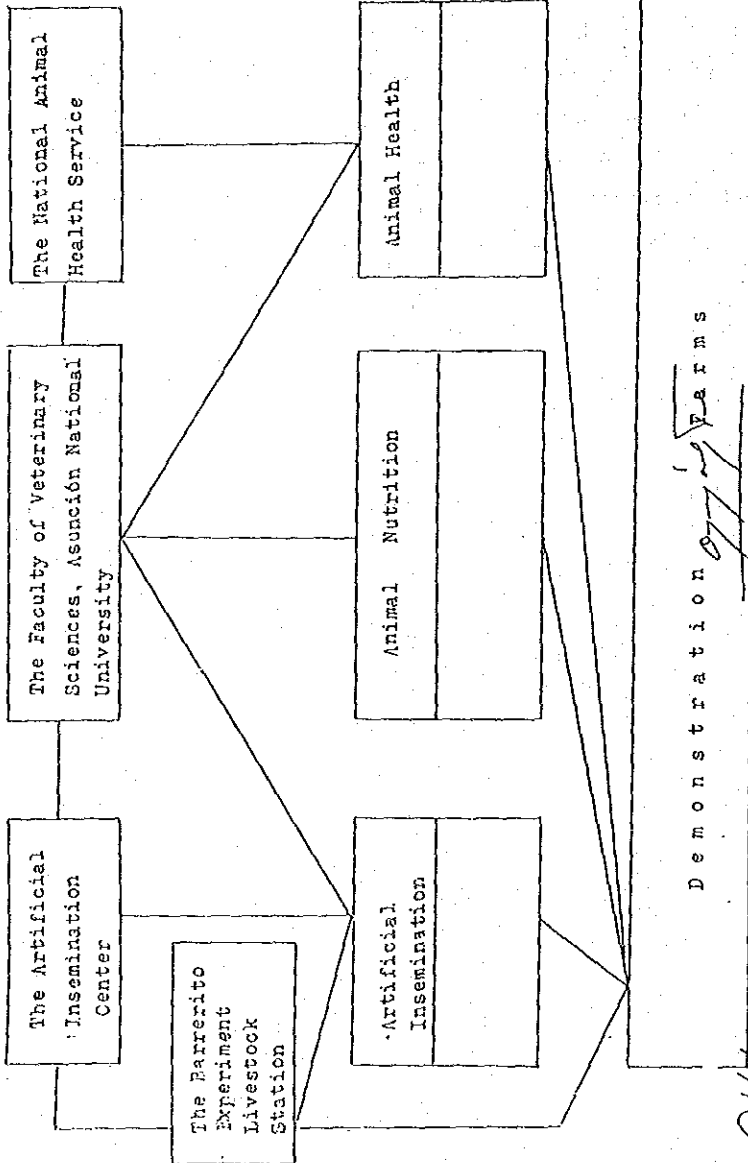 The Artificial
Insemination
Center
The Faculty of Veterinary
Sciences, Asunción National
University
The National Animal
Health Service
The Barrerito
Experiment
Livestock
Station
Artificial
Insemination
Animal Nutrition
Animal Health
Demonstration Farms